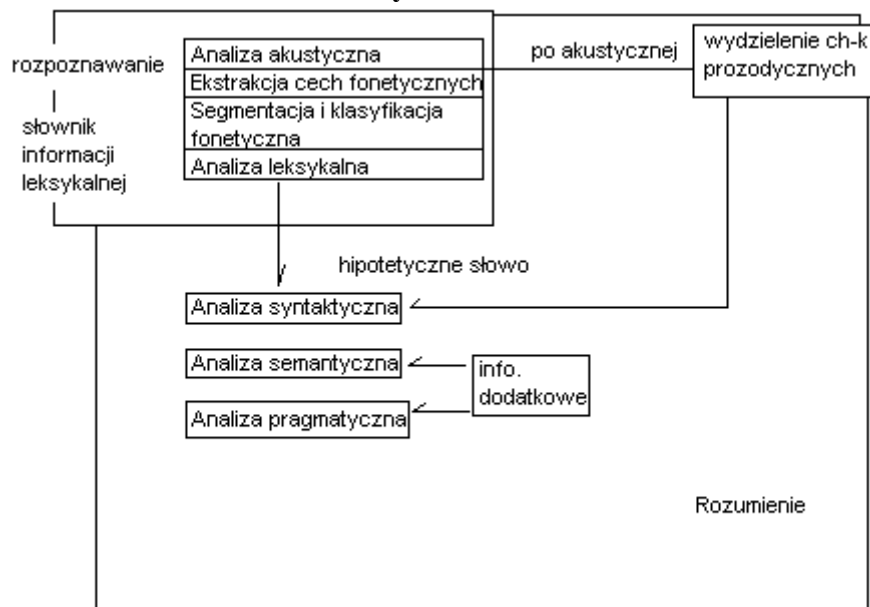 rozpoznawanie
słownik
informacji
leksykalnej
Analiza akustyczna
Ekstrakcja cech fonetycznych
Segmentacja i klasyfikacja
fonetyczna
Analiza leksykalna
po akustycznej
wydzielenie ch-k
prozodycznych
hipotetyczne słowo
Analiza syntaktyczna
Analiza semantyczna
Analiza pragmatyczna
info.
dodatkowe
Rozumienie